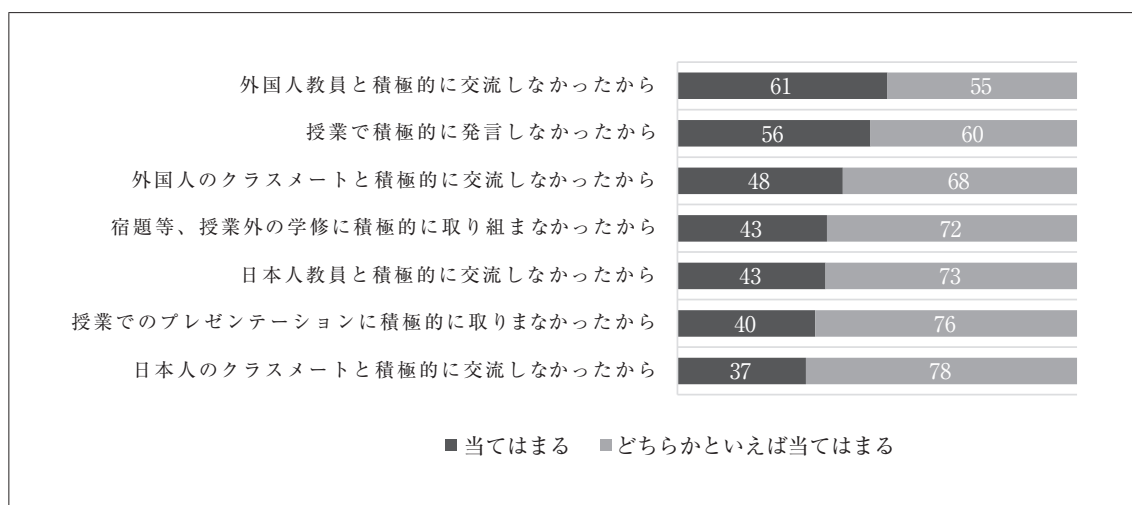 外国人教員と積極的に交流しなかったから 61 55
授業で積極的に発言しなかったから 56 60
外国人のクラスメートと積極的に交流しなかったから 48 68
宿題等、授業外の学修に積極的に取り組まなかったから 43 72
日本人教員と積極的に交流しなかったから 43 73
授業でのプレゼンテーションに積極的に取りまなかったから 40 76
日本人のクラスメートと積極的に交流しなかったから 37 78
当てはまる どちらかといえば当てはまる